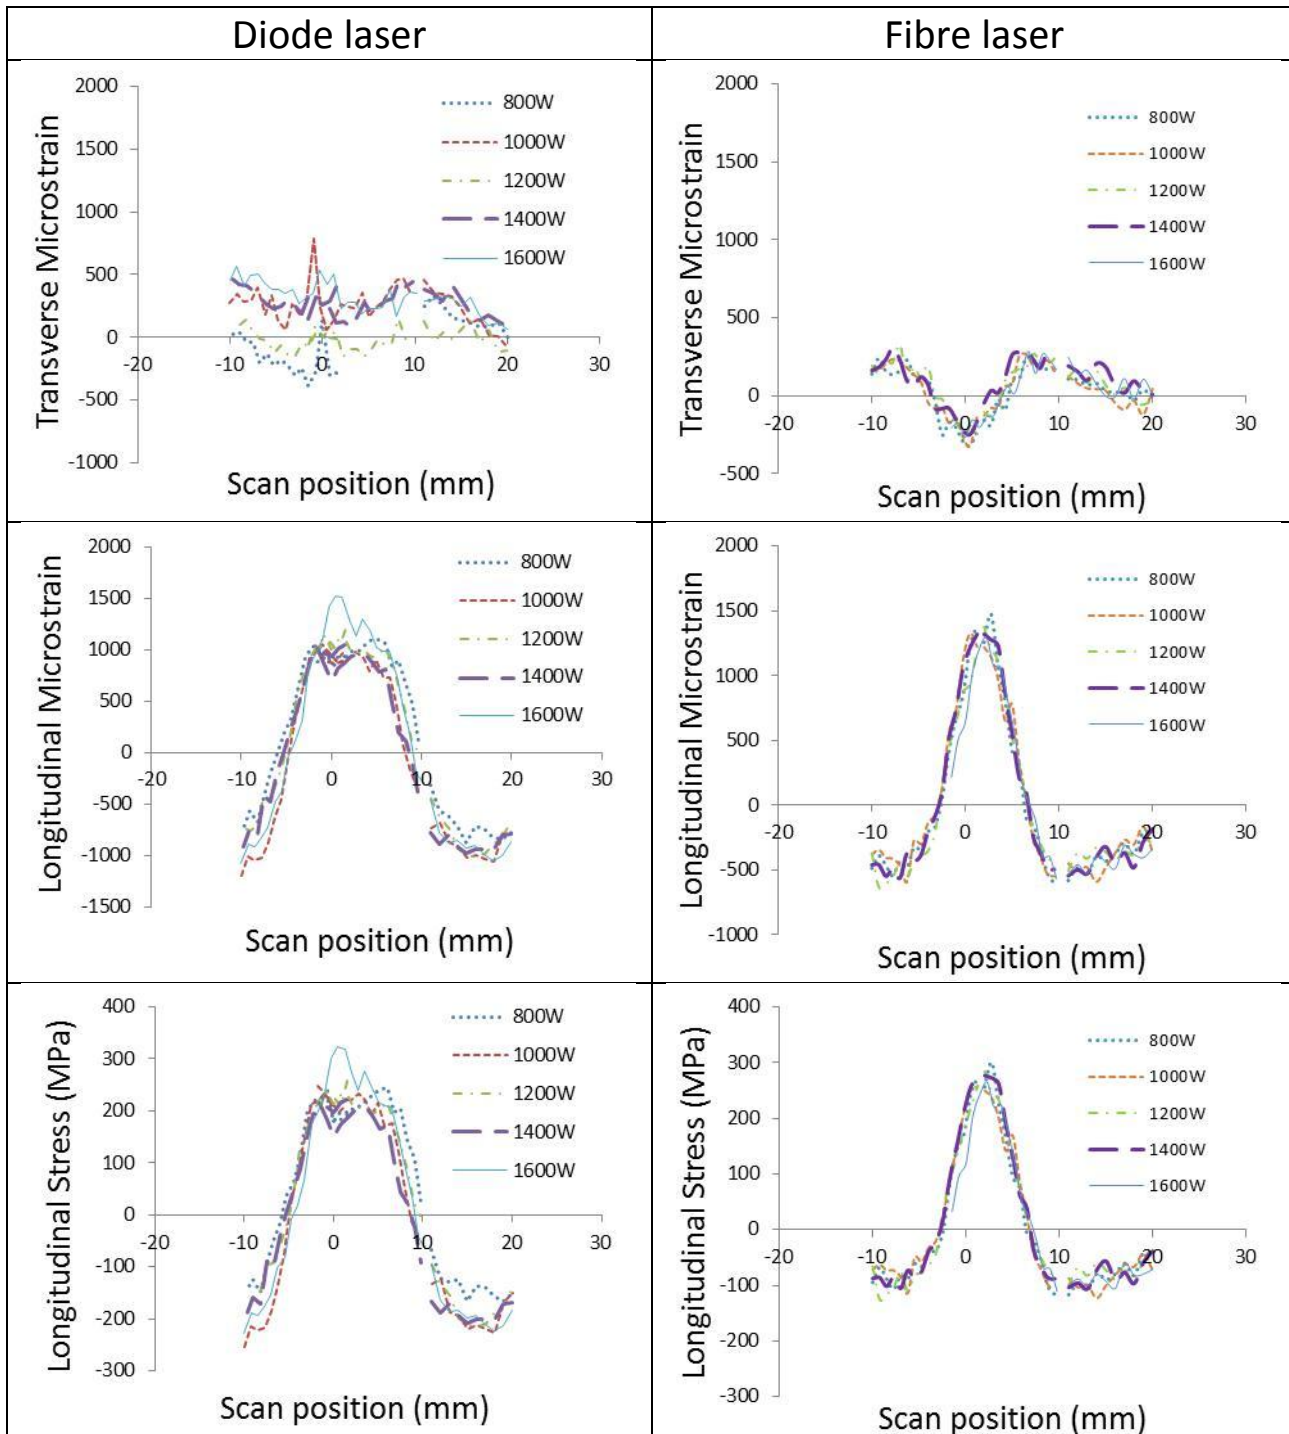 Diode laser
Fibre laser
Transverse Microstrain
2000
1500
1000
500
0
-500
-1000
-20
-10
0
10
20
30
800W
1000W
1200W
1400W
1600W
Scan position (mm)
Transverse Microstrain
2000
1500
1000
500
0
-500
-20
-10
0
10
20
30
800W
1000W
1200W
1400W
1600W
Scan position (mm)
Longitudinal Microstrain
2000
1500
1000
500
0
-500
-1000
-1500
-20
-10
0
10
20
30
800W
1000W
1200W
1400W
1600W
Scan position (mm)
Longitudinal Microstrain
2000
1500
1000
500
0
-500
-1000
-20
-10
0
10
20
30
800W
1000W
1200W
1400W
1600W
Scan position (mm)
Longitudinal Stress (MPa)
400
300
200
100
0
-100
-200
-300
-20
-10
0
10
20
30
800W
1000W
1200W
1400W
1600W
Scan position (mm)
Longitudinal Stress (MPa)
400
300
200
100
0
-100
-200
-300
-20
-10
0
10
20
30
800W
1000W
1200W
1400W
1600W
Scan position (mm)